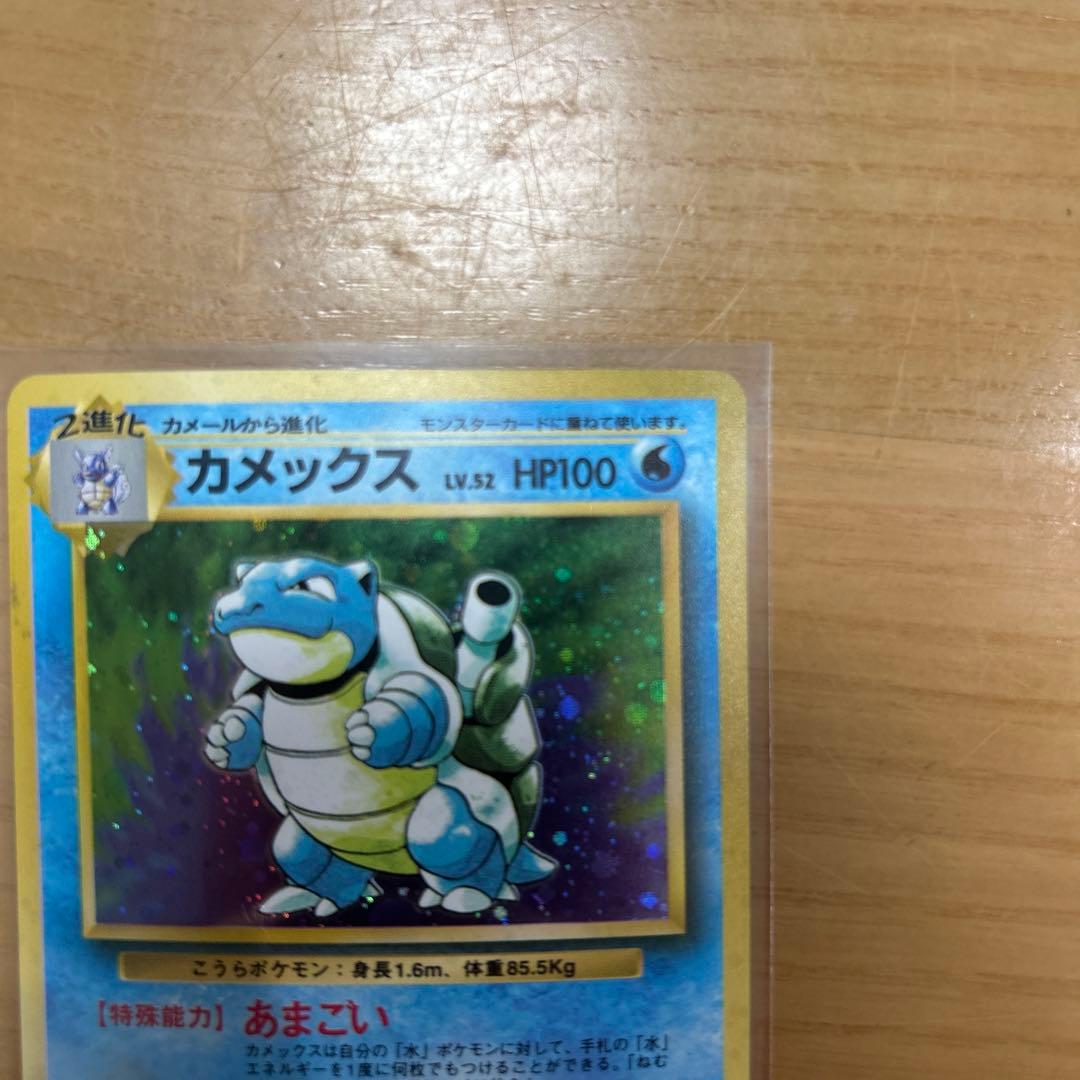 2進化 カメールから進化 モンスターカードに重ねて使います。
カメックス LV.52 HP100
こうらポケモン：身長1.6m、体重85.5Kg
【特殊能力】 あまごい
カメックスは自分の「水」ポケモンに対して、手札の「水」
エネルギーを1度に何枚でもつけることができる。「ねむ